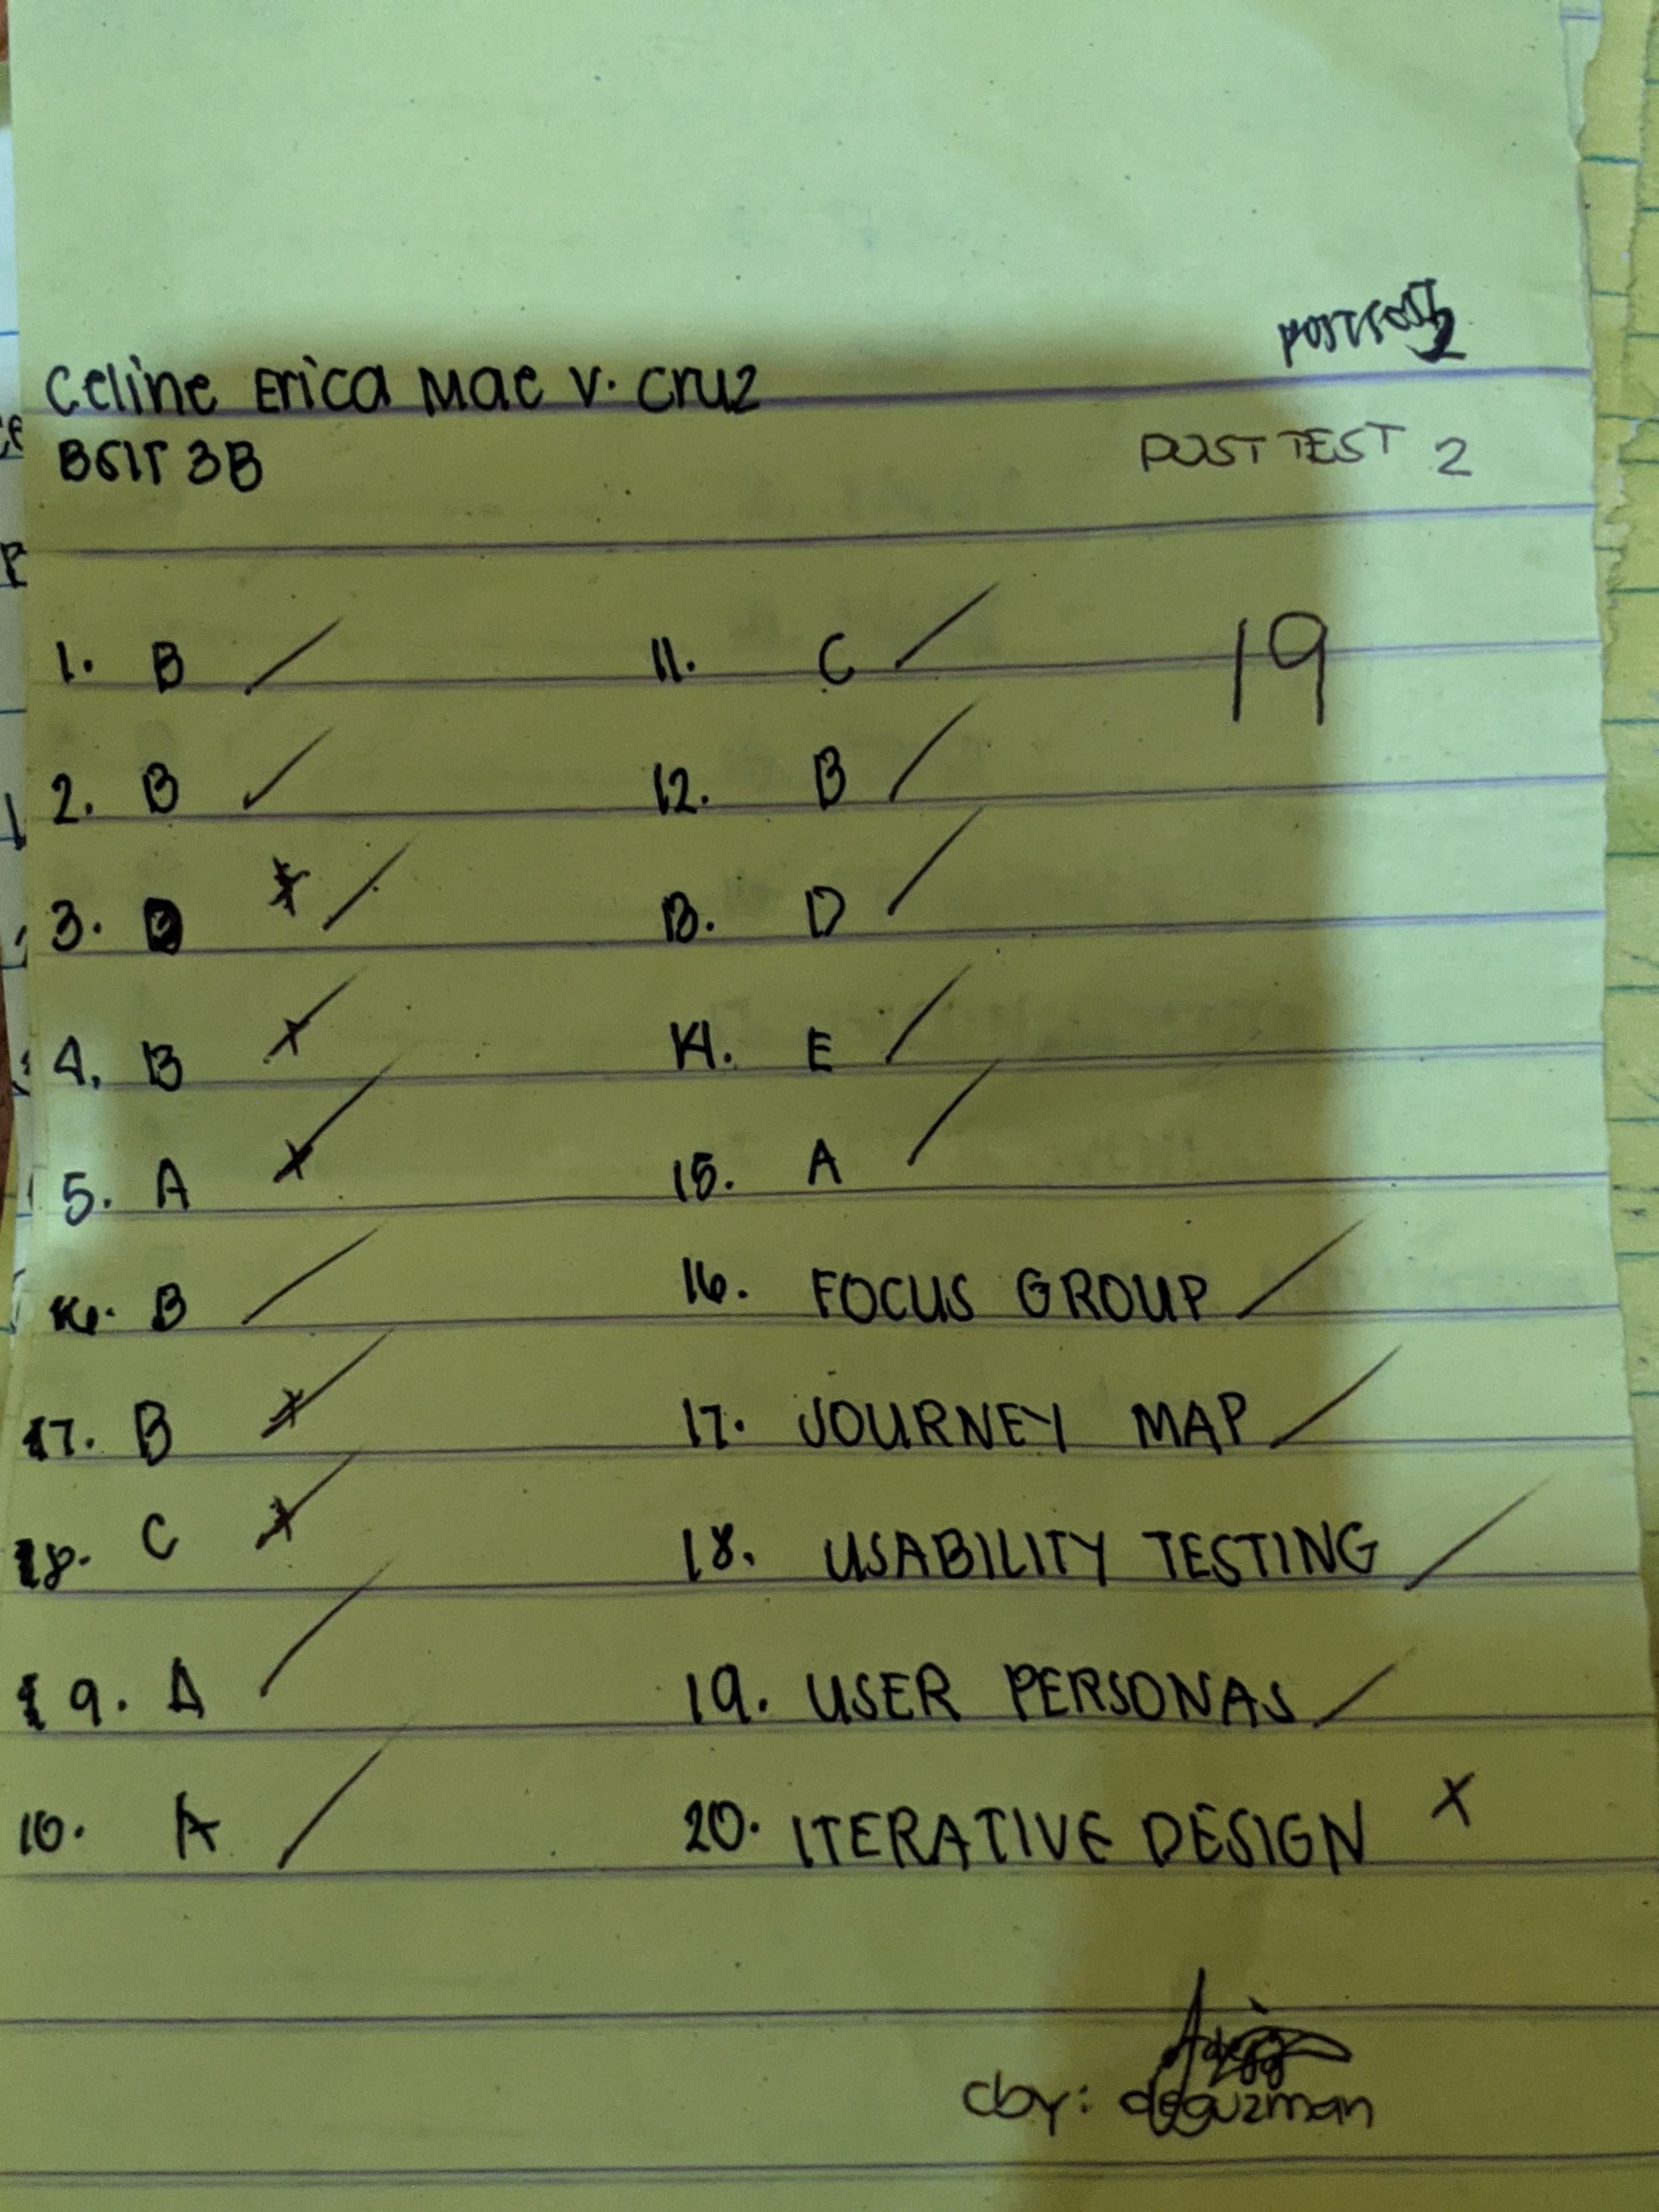 POSTTEST 2
Celine Erica Mae V. Cruz
BSIT 3B
POST TEST 2
19
1. B
2. B
3. D
4. B
5. A
6. B
7. B
8. C
9. A
10. A
11. C
12. B
13. D
14. E
15. A
16. FOCUS GROUP
17. JOURNEY MAP
18. USABILITY TESTING
19. USER PERSONAS
20. ITERATIVE DESIGN
cby: deguzman